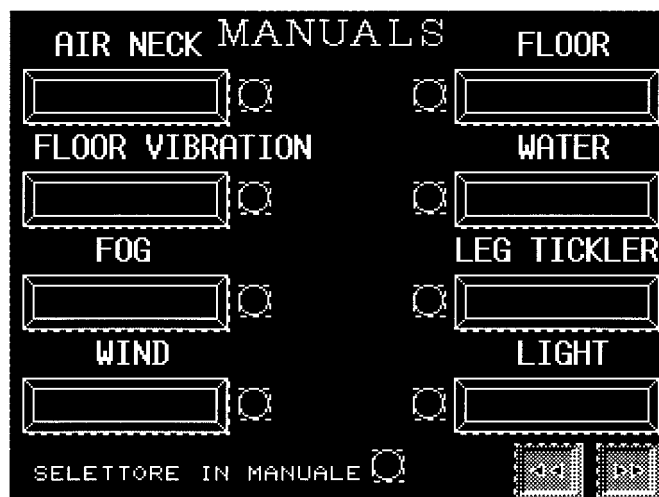 MANUALS
AIR NECK
FLOOR
FLOOR VIBRATION
WATER
FOG
LEG TICKLER
WIND
LIGHT
SELETTORE IN MANUALE